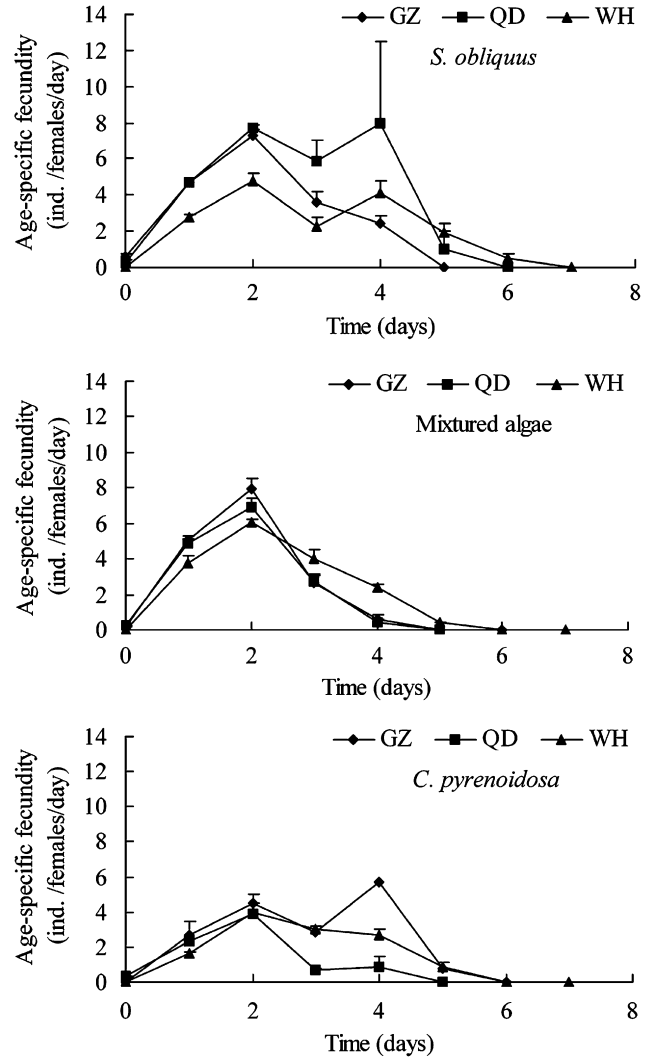 GZ QD WH
S. obliquus
Age-specific fecundity
(ind. /females/day)
14
12
10
8
6
4
2
0
0 2 4 6 8
Time (days)
GZ QD WH
Mixtured algae
Age-specific fecundity
(ind. /females/day)
14
12
10
8
6
4
2
0
0 2 4 6 8
Time (days)
GZ QD WH
C. pyrenoidosa
Age-specific fecundity
(ind. /females/day)
14
12
10
8
6
4
2
0
0 2 4 6 8
Time (days)